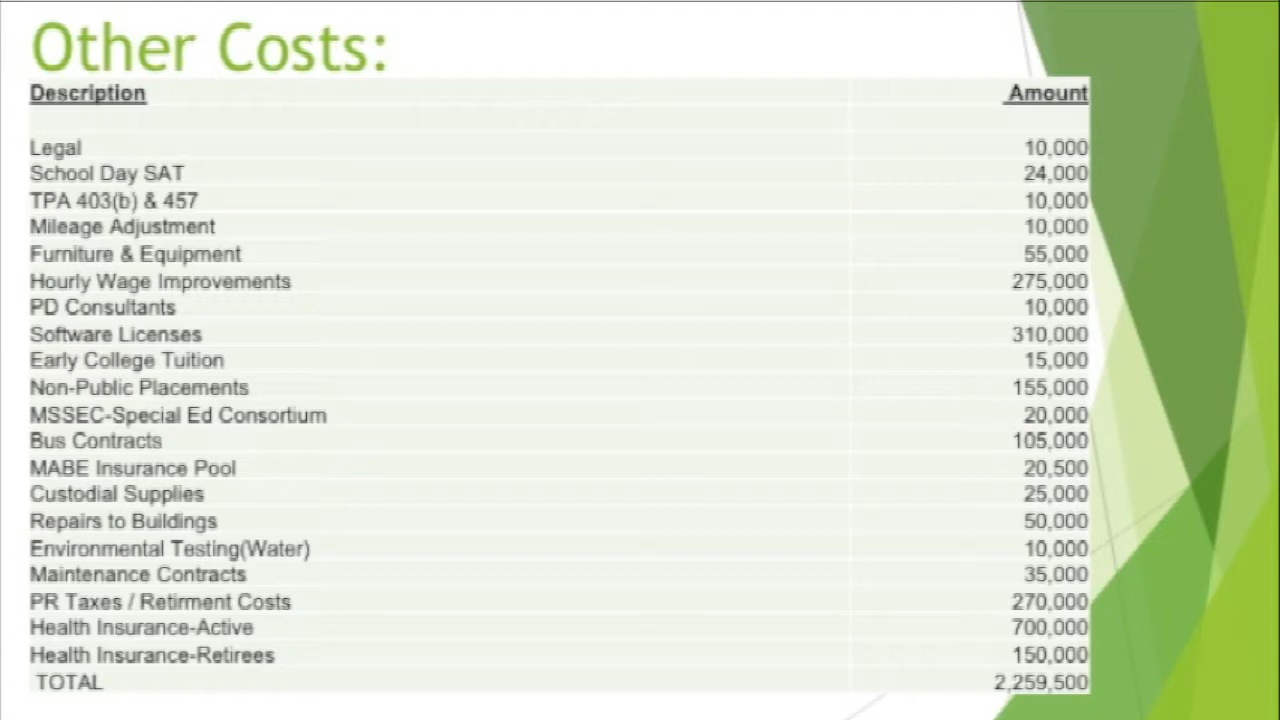 Other Costs:
Description Amount
Legal 10,000
School Day SAT 24,000
TPA 403(b) & 457 10,000
Mileage Adjustment 10,000
Furniture & Equipment 55,000
Hourly Wage Improvements 275,000
PD Consultants 10,000
Software Licenses 310,000
Early College Tuition 15,000
Non-Public Placements 155,000
MSSEC-Special Ed Consortium 20,000
Bus Contracts 105,000
MABE Insurance Pool 20,500
Custodial Supplies 25,000
Repairs to Buildings 50,000
Environmental Testing(Water) 10,000
Maintenance Contracts 35,000
PR Taxes / Retirment Costs 270,000
Health Insurance-Active 700,000
Health Insurance-Retirees 150,000
TOTAL 2,259,500